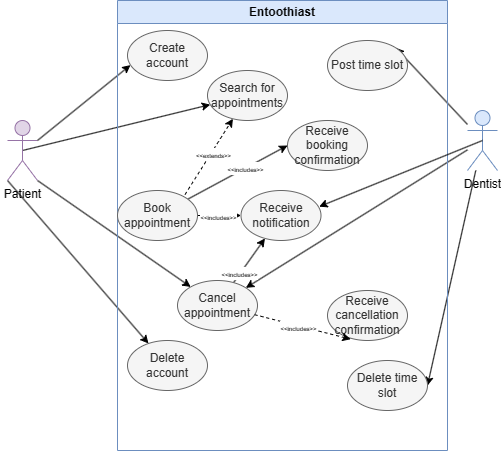 Entoothiast
Create
account
Post time slot
Search for
appointments
Receive
booking
confirmation
<<extends>>
<<includes>>
Patient
Dentist
Book
appointment
<<includes>>
Receive
notification
<<includes>>
Cancel
appointment
Receive
cancellation
confirmation
<<includes>>
Delete
account
Delete time
slot